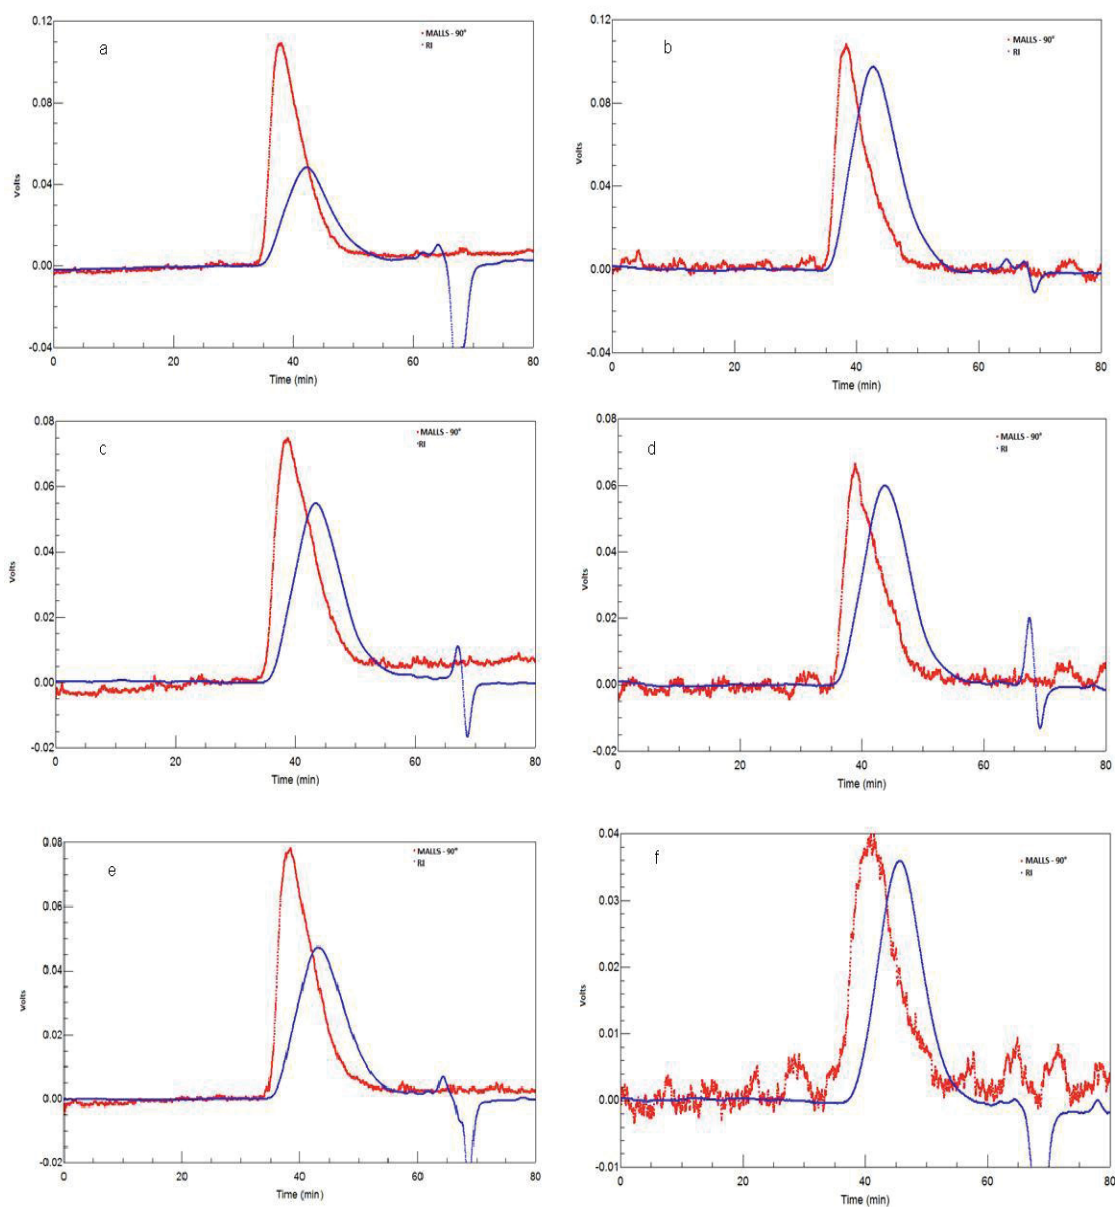 a
MALLS - 90°
RI
0.12
0.08
0.04
0.00
-0.04
Volts
0
20
40
60
80
Time (min)
b
MALLS - 90°
RI
0.12
0.08
0.04
0.00
-0.04
Volts
0
20
40
60
80
Time (min)
c
MALLS - 90°
RI
0.08
0.06
0.04
0.02
0.00
-0.02
Volts
0
20
40
60
80
Time (min)
d
MALLS - 90°
RI
0.08
0.06
0.04
0.02
0.00
-0.02
Volts
0
20
40
60
80
Time (min)
e
MALLS - 90°
RI
0.08
0.06
0.04
0.02
0.00
-0.02
Volts
0
20
40
60
80
Time (min)
f
MALLS - 90°
RI
0.04
0.03
0.02
0.01
0.00
-0.01
Volts
0
20
40
60
80
Time (min)